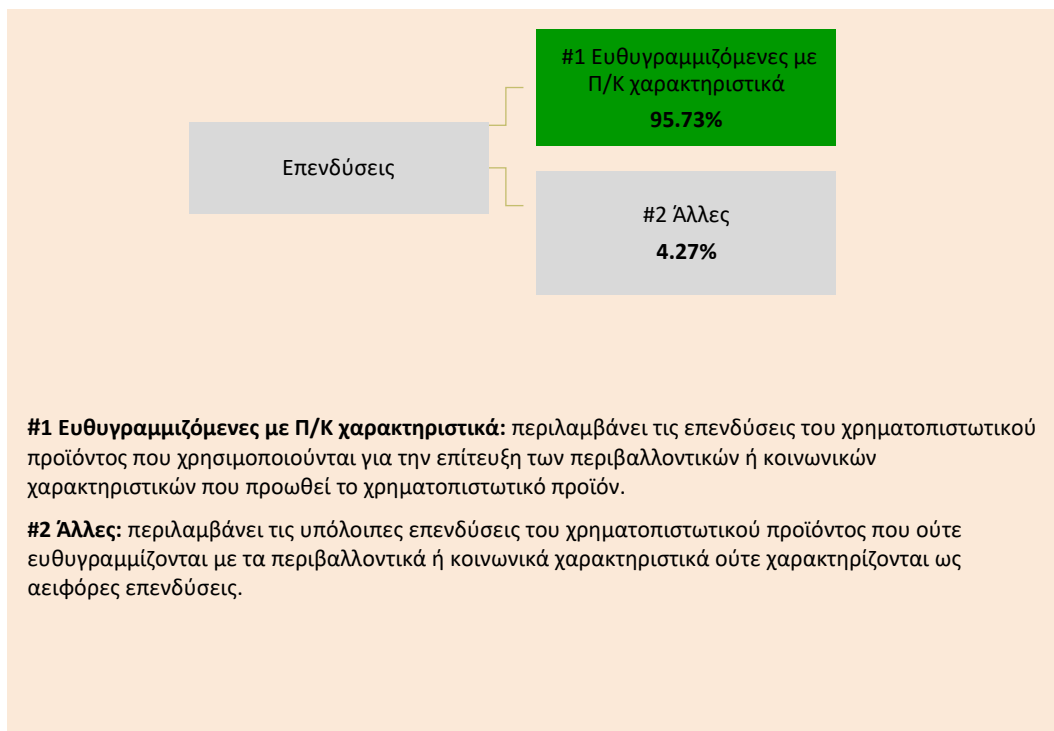 #1 Ευθυγραμμιζόμενες με
Π/Κ χαρακτηριστικά
95.73%
Επενδύσεις
#2 Άλλες
4.27%
#1 Ευθυγραμμιζόμενες με Π/Κ χαρακτηριστικά: περιλαμβάνει τις επενδύσεις του χρηματοπιστωτικού
προϊόντος που χρησιμοποιούνται για την επίτευξη των περιβαλλοντικών ή κοινωνικών
χαρακτηριστικών που προωθεί το χρηματοπιστωτικό προϊόν.
#2 Άλλες: περιλαμβάνει τις υπόλοιπες επενδύσεις του χρηματοπιστωτικού προϊόντος που ούτε
ευθυγραμμίζονται με τα περιβαλλοντικά ή κοινωνικά χαρακτηριστικά ούτε χαρακτηρίζονται ως
αειφόρες επενδύσεις.